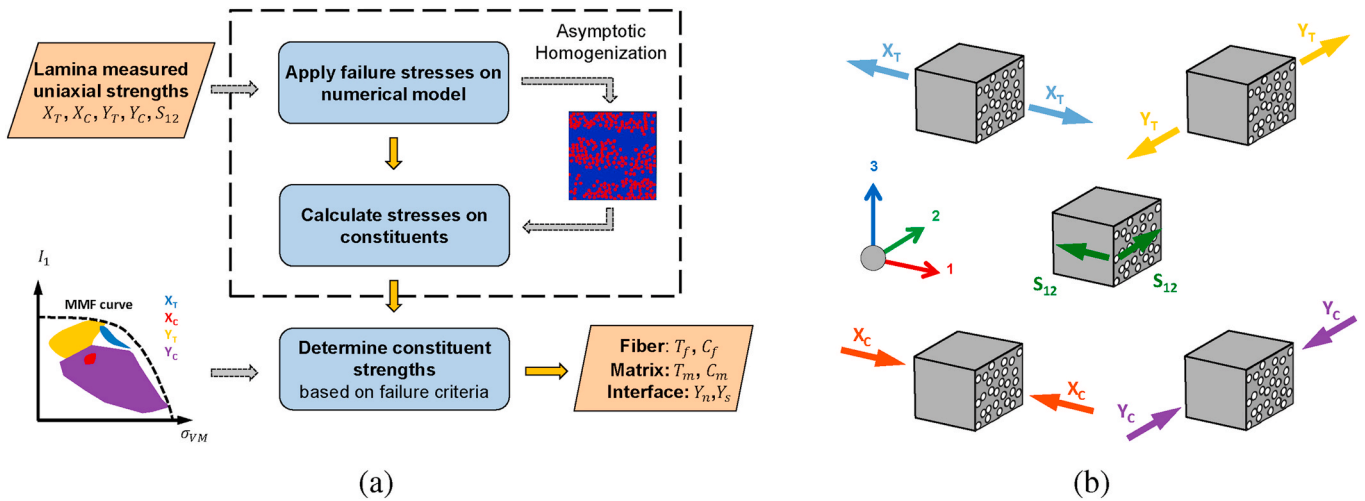 Asymptotic
Homogenization
Lamina measured
uniaxial strengths
X_T, X_C, Y_T, Y_C, S_12
Apply failure stresses on
numerical model
Calculate stresses on
constituents
I_1
MMF curve
X_T
X_C
Y_T
Y_C
σ_VM
Determine constituent
strengths
based on failure criteria
Fiber: T_f, C_f
Matrix: T_m, C_m
Interface: Y_n,Y_s
(a)
X_T
X_T
Y_T
Y_T
3
2
1
S_12
S_12
X_C
X_C
Y_C
Y_C
(b)